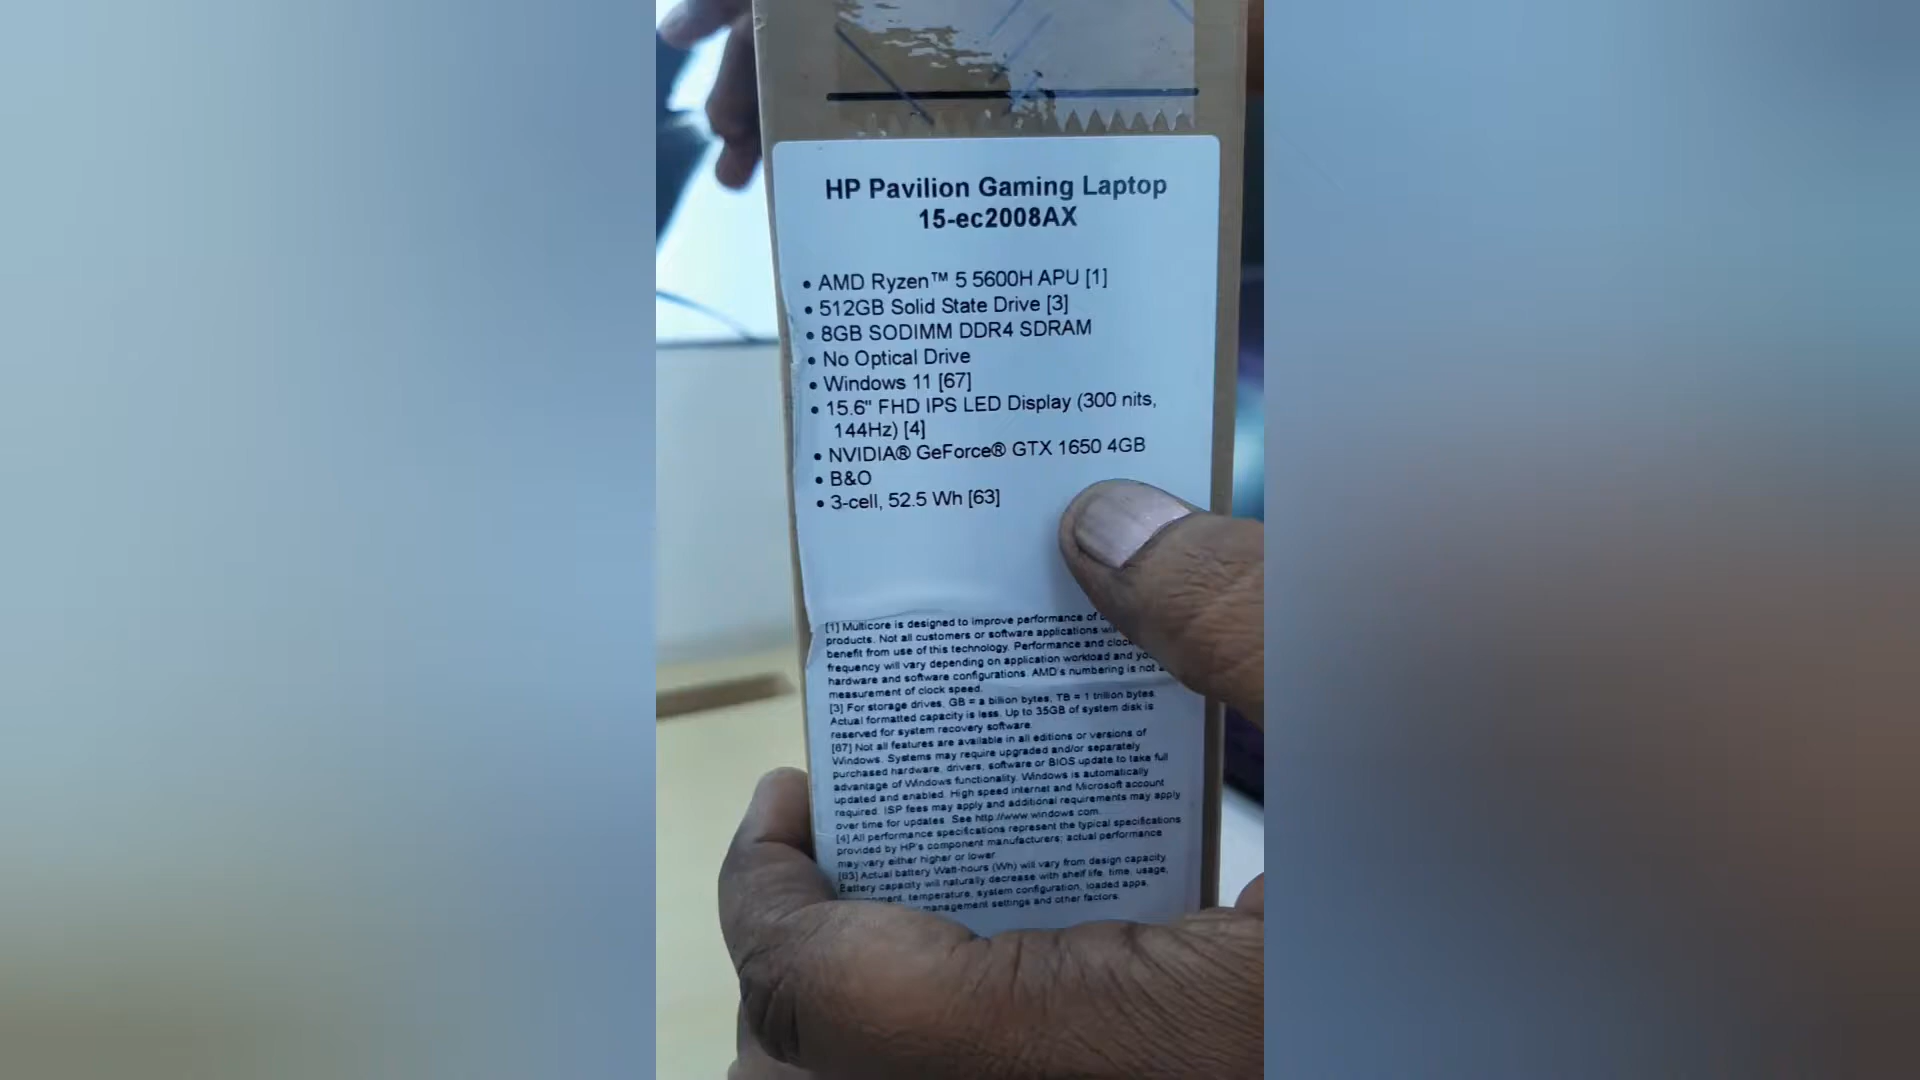 HP Pavilion Gaming Laptop
15-ec2008AX
• AMD Ryzen™ 5 5600H APU [1]
• 512GB Solid State Drive [3]
• 8GB SODIMM DDR4 SDRAM
• No Optical Drive
• Windows 11 [67]
• 15.6" FHD IPS LED Display (300 nits,
144Hz) [4]
• NVIDIA® GeForce® GTX 1650 4GB
• B&O
• 3-cell, 52.5 Wh [63]
[1] Multicore is designed to improve performance of
products. Not all customers or software applications
benefit from use of this technology. Performance and clock
frequency will vary depending on application workload and
hardware and software configurations. AMD's numbering is not
measurement of clock speed.
[3] For storage drives, GB = a billion bytes, TB = 1 trillion bytes.
Actual formatted capacity is less. Up to 35GB of system disk is
reserved for system recovery software.
[67] Not all features are available in all editions or versions of
Windows. Systems may require upgraded and/or separately
purchased hardware, drivers, software or BIOS update to take full
advantage of Windows functionality. Windows is automatically
updated and enabled. High speed internet and Microsoft account
required. ISP fees may apply and additional requirements may apply
over time for updates. See http://www.windows.com.
[4] All performance specifications represent the typical specifications
provided by HP's component manufacturers; actual performance
may vary either higher or lower.
[63] Actual battery Watt-hours (Wh) will vary from design capacity.
Battery capacity will naturally decrease with shelf life, time, usage,
temperature, system configuration, loaded apps,
management settings and other factors.